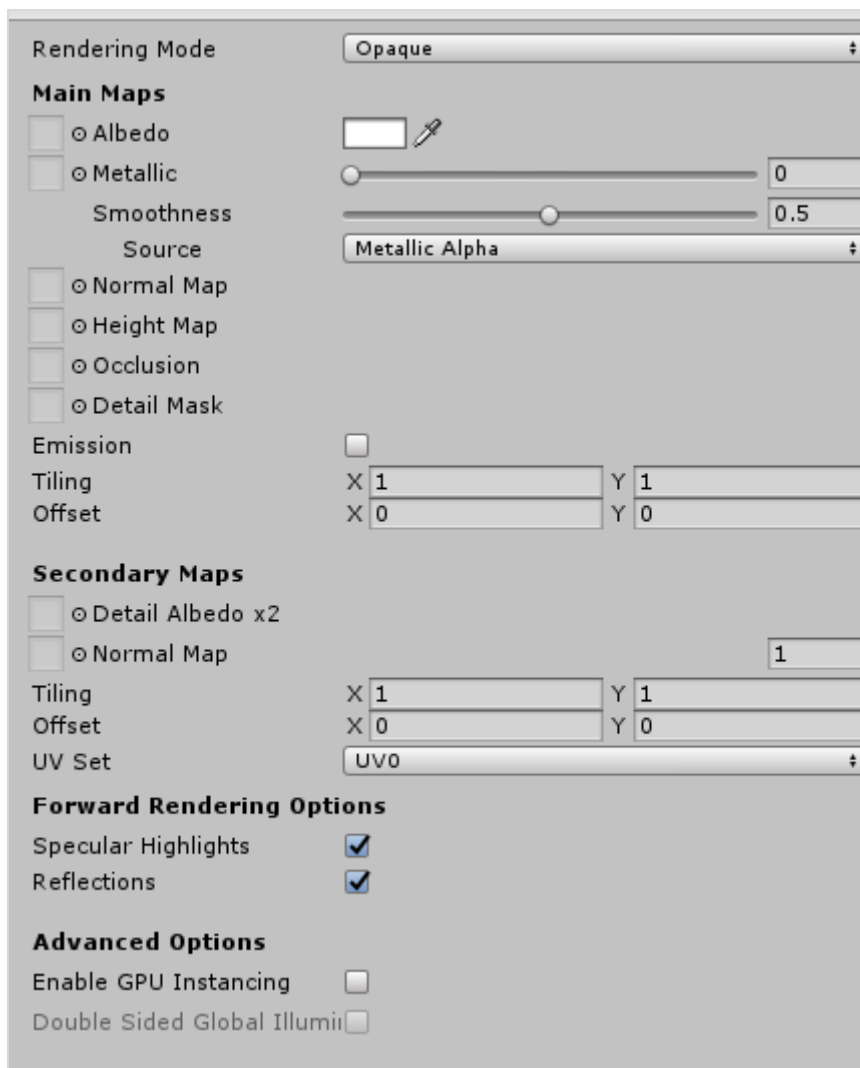 Rendering Mode Opaque
Main Maps
Albedo
Metallic 0
Smoothness 0.5
Source Metallic Alpha
Normal Map
Height Map
Occlusion
Detail Mask
Emission
Tiling X 1 Y 1
Offset X 0 Y 0
Secondary Maps
Detail Albedo x2
Normal Map 1
Tiling X 1 Y 1
Offset X 0 Y 0
UV Set UV0
Forward Rendering Options
Specular Highlights
Reflections
Advanced Options
Enable GPU Instancing
Double Sided Global Illumii